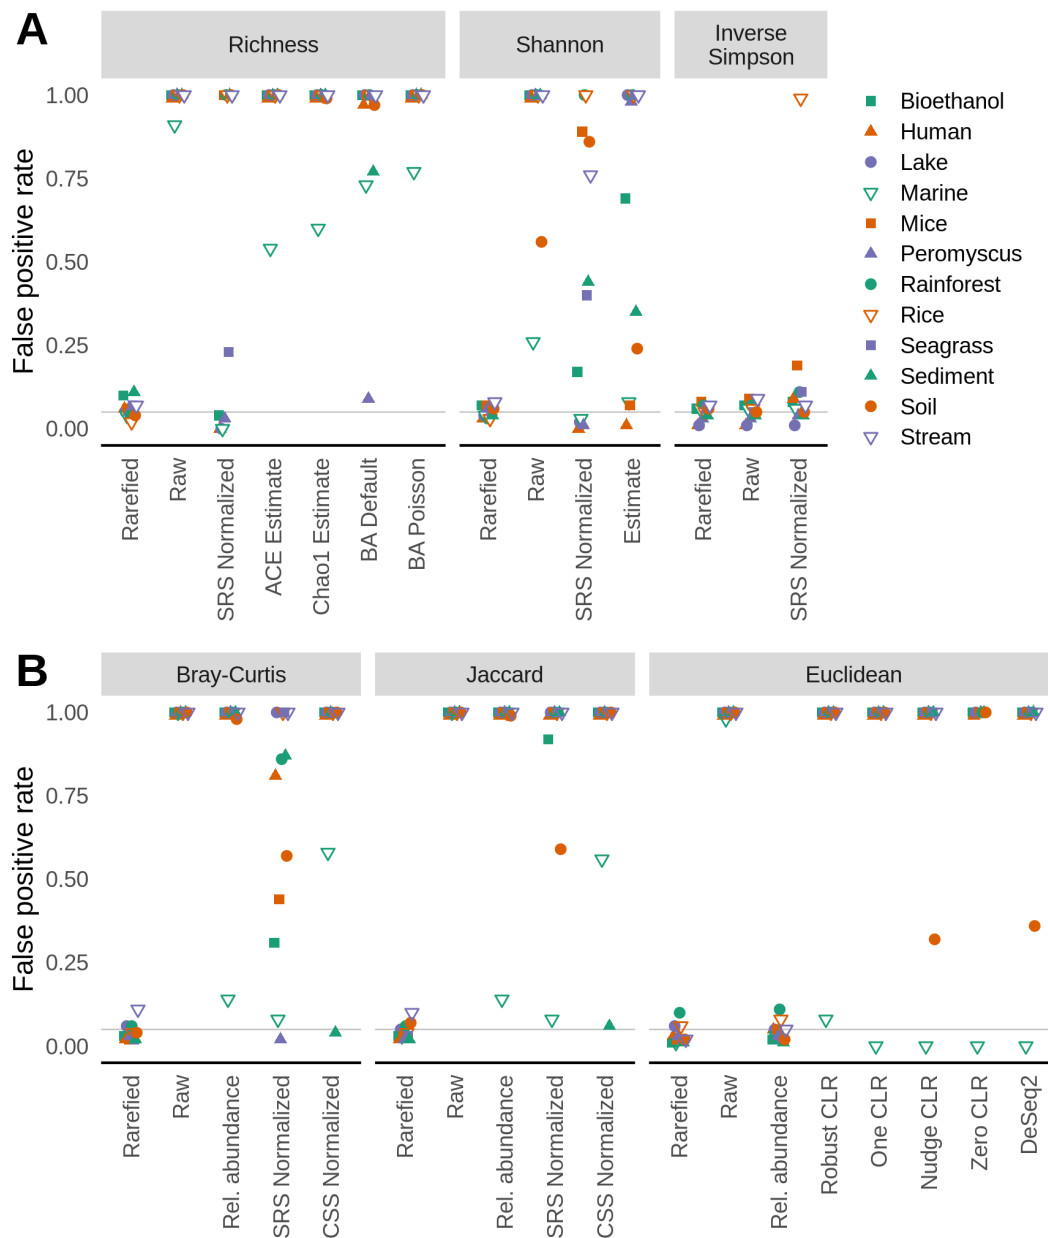 A
Richness
Shannon
Inverse
Simpson
False positive rate
1.00
0.75
0.50
0.25
0.00
Rarefied
Raw
SRS Normalized
ACE Estimate
Chao1 Estimate
BA Default
BA Poisson
Rarefied
Raw
SRS Normalized
Estimate
Rarefied
Raw
SRS Normalized
Bioethanol
Human
Lake
Marine
Mice
Peromyscus
Rainforest
Rice
Seagrass
Sediment
Soil
Stream
B
Bray-Curtis
Jaccard
Euclidean
False positive rate
1.00
0.75
0.50
0.25
0.00
Rarefied
Raw
Rel. abundance
SRS Normalized
CSS Normalized
Rarefied
Raw
Rel. abundance
SRS Normalized
CSS Normalized
Rarefied
Raw
Rel. abundance
Robust CLR
One CLR
Nudge CLR
Zero CLR
DeSeq2